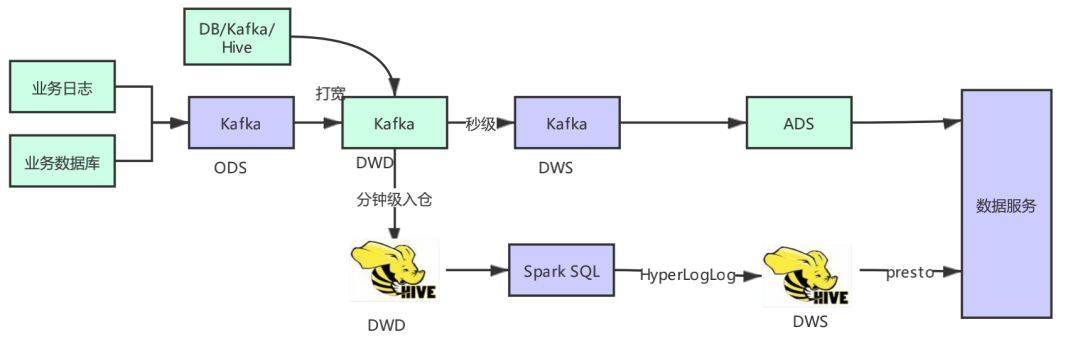 DB/Kafka/
Hive
业务日志
打宽
Kafka
Kafka
秒级
Kafka
ADS
业务数据库
ODS
DWD
DWS
分钟级入仓
数据服务
HIVE
Spark SQL
HyperLogLog
HIVE
presto
DWD
DWS